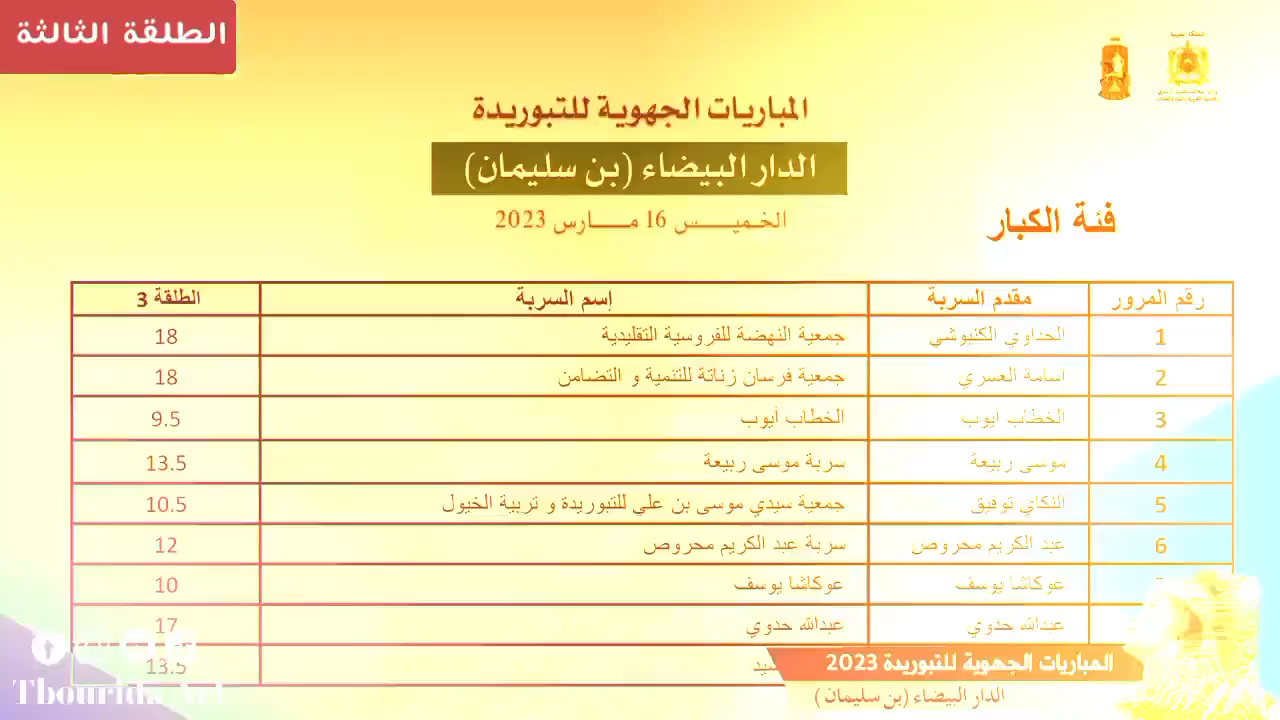 الطلقة الثالثة
المباريات الجهوية للتبوريدة
الدار البيضاء (بن سليمان)
الخميس 16 مارس 2023
فئة الكبار
رقم المرور مقدم السربة إسم السربة الطلقة 3
1 الحداوي الكنبوشي جمعية النهضة للفروسية التقليدية 18
2 اسامة العسري جمعية فرسان زناتة للتنمية و التضامن 18
3 الخطاب ايوب الخطاب أيوب 9.5
4 موسى ربيعة سربة موسى ربيعة 13.5
5 النكاي توفيق جمعية سيدي موسى بن علي للتبوريدة و تربية الخيول 10.5
6 عبد الكريم محروص سربة عبد الكريم محروص 12
عوكاشا يوسف عوكاشا يوسف 10
عبدالله حدوي عبدالله حدوي 17
13.5
المباريات الجهوية للتبوريدة 2023
الدار البيضاء (بن سليمان)
Tbourida Art